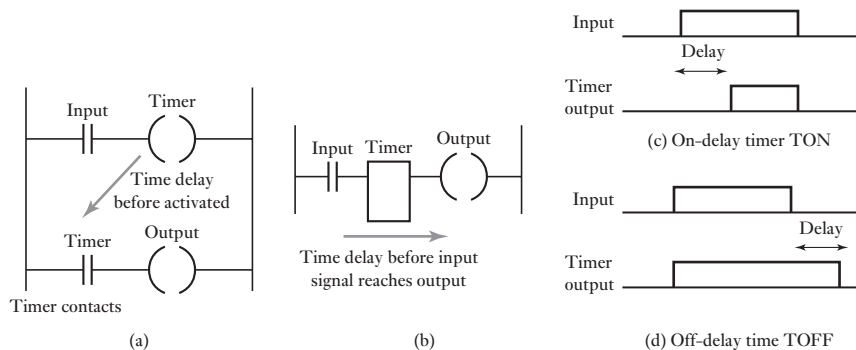 Input
Timer
Time delay
before activated
Timer
Output
Timer contacts
(a)
Input
Timer
Output
Time delay before input
signal reaches output
(b)
Input
Delay
Timer
output
(c) On-delay timer TON
Input
Delay
Timer
output
(d) Off-delay time TOFF